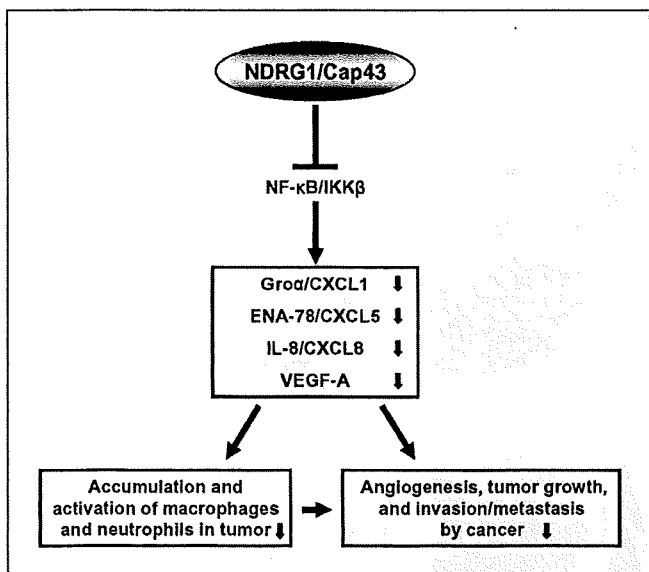 NDRG1/Cap43
NF-κB/IKKβ
Groα/CXCL1 ⬇
ENA-78/CXCL5 ⬇
IL-8/CXCL8 ⬇
VEGF-A ⬇
Accumulation and
activation of macrophages
and neutrophils in tumor ⬇
Angiogenesis, tumor growth,
and invasion/metastasis
by cancer ⬇